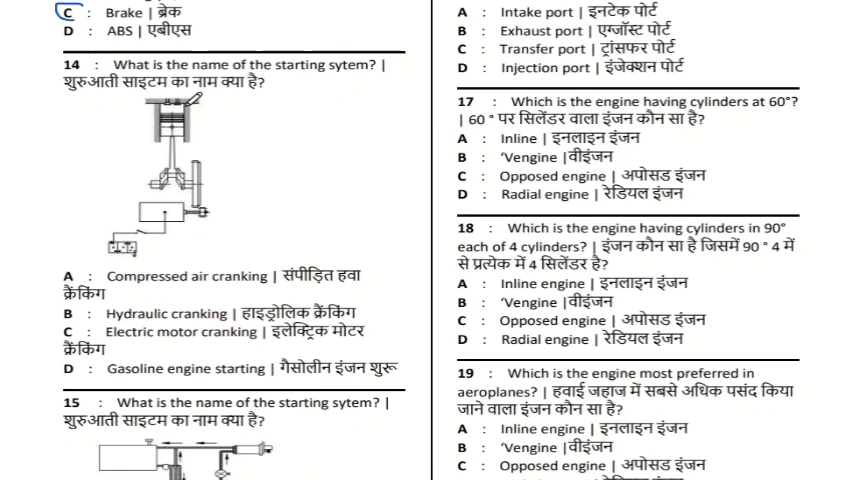 C : Brake | ब्रेक
D : ABS | एबीएस
14 : What is the name of the starting sytem? |
शुरुआती साइटम का नाम क्या है?
A : Compressed air cranking | संपीड़ित हवा
क्रैंकिंग
B : Hydraulic cranking | हाइड्रोलिक क्रैंकिंग
C : Electric motor cranking | इलेक्ट्रिक मोटर
क्रैंकिंग
D : Gasoline engine starting | गैसोलीन इंजन शुरू
15 : What is the name of the starting sytem? |
शुरुआती साइटम का नाम क्या है?
A : Intake port | इनटेक पोर्ट
B : Exhaust port | एग्जॉस्ट पोर्ट
C : Transfer port | ट्रांसफर पोर्ट
D : Injection port | इंजेक्शन पोर्ट
17 : Which is the engine having cylinders at 60°?
| 60 ° पर सिलेंडर वाला इंजन कौन सा है?
A : Inline | इनलाइन इंजन
B : ‘Vengine |वीइंजन
C : Opposed engine | अपोसड इंजन
D : Radial engine | रेडियल इंजन
18 : Which is the engine having cylinders in 90°
each of 4 cylinders? | इंजन कौन सा है जिसमें 90 ° 4 में
से प्रत्येक में 4 सिलेंडर है?
A : Inline engine | इनलाइन इंजन
B : ‘Vengine |वीइंजन
C : Opposed engine | अपोसड इंजन
D : Radial engine | रेडियल इंजन
19 : Which is the engine most preferred in
aeroplanes? | हवाई जहाज में सबसे अधिक पसंद किया
जाने वाला इंजन कौन सा है?
A : Inline engine | इनलाइन इंजन
B : ‘Vengine |वीइंजन
C : Opposed engine | अपोसड इंजन